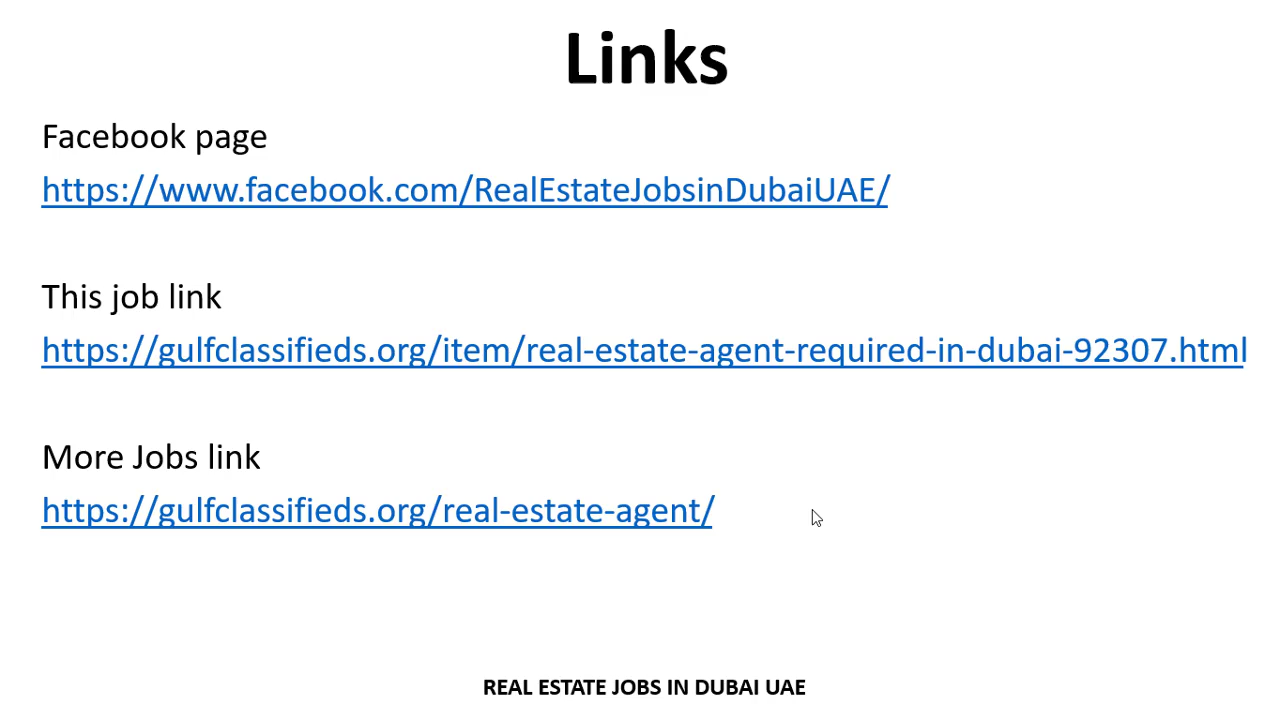 Links
Facebook page
https://www.facebook.com/RealEstateJobsinDubaiUAE/
This job link
https://gulfclassifieds.org/item/real-estate-agent-required-in-dubai-92307.html
More Jobs link
https://gulfclassifieds.org/real-estate-agent/
REAL ESTATE JOBS IN DUBAI UAE